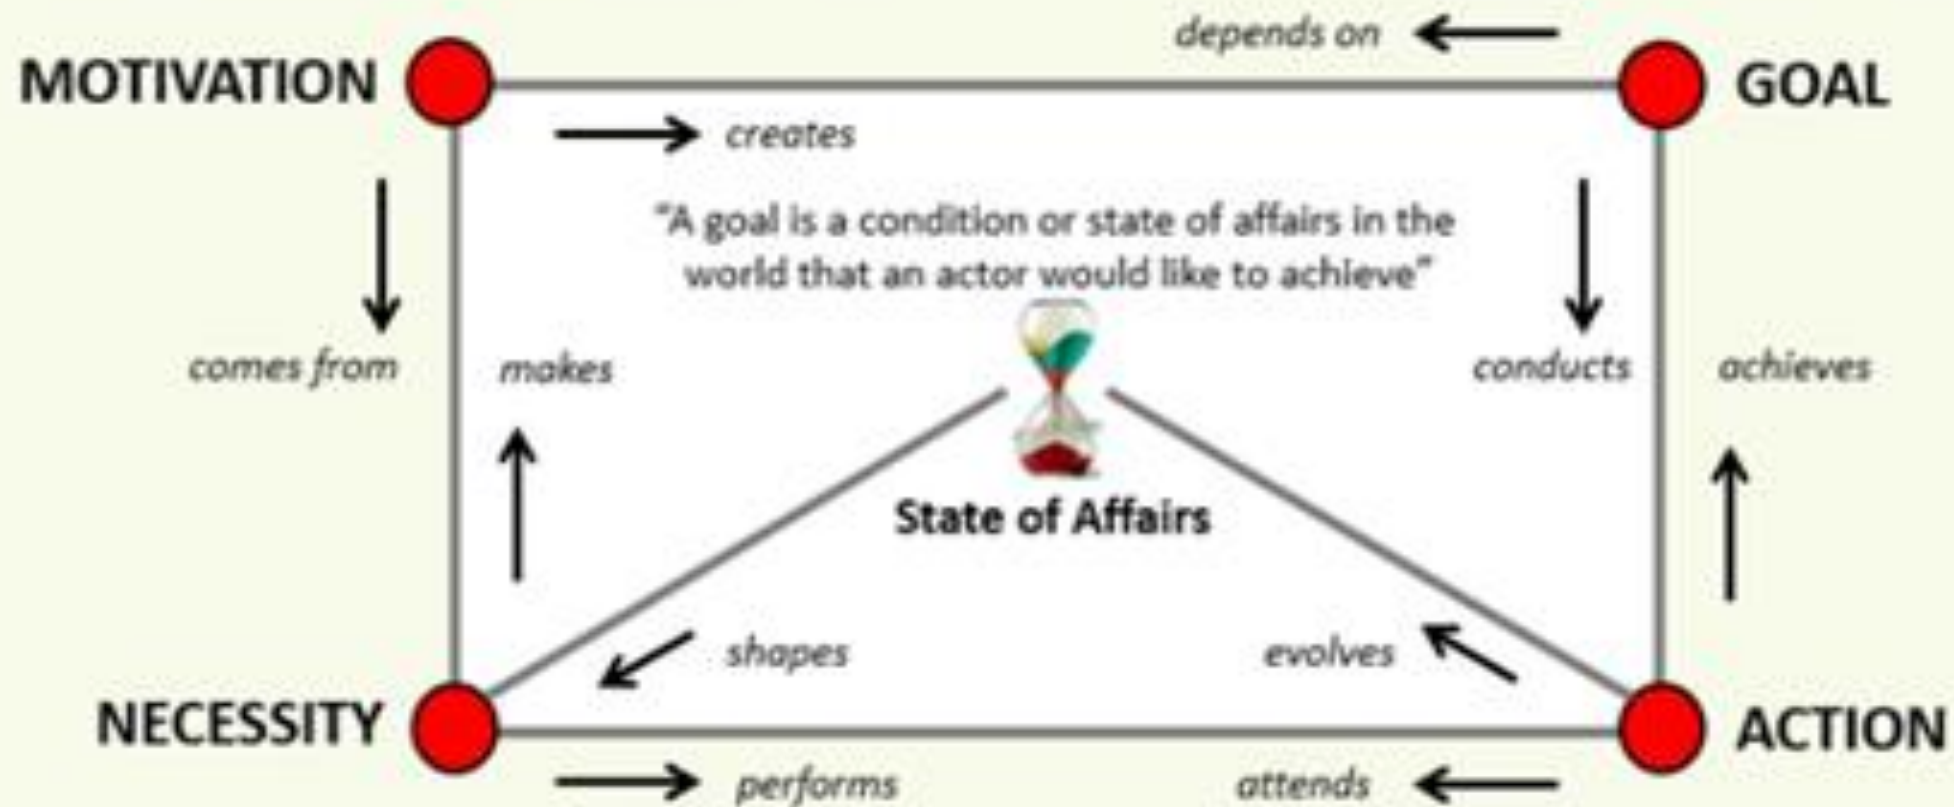 depends on
MOTIVATION
GOAL
creates
“A goal is a condition or state of affairs in the
world that an actor would like to achieve”
comes from
makes
conducts
achieves
State of Affairs
shapes
evolves
NECESSITY
ACTION
performs
attends